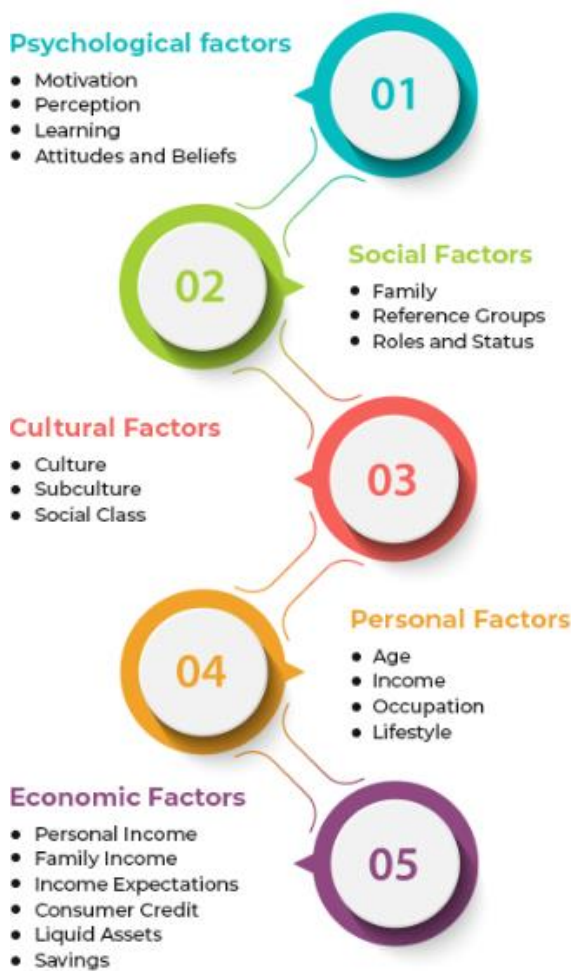 Psychological factors
01
• Motivation
• Perception
• Learning
• Attitudes and Beliefs
02
Social Factors
• Family
• Reference Groups
• Roles and Status
Cultural Factors
03
• Culture
• Subculture
• Social Class
04
Personal Factors
• Age
• Income
• Occupation
• Lifestyle
Economic Factors
05
• Personal Income
• Family Income
• Income Expectations
• Consumer Credit
• Liquid Assets
• Savings